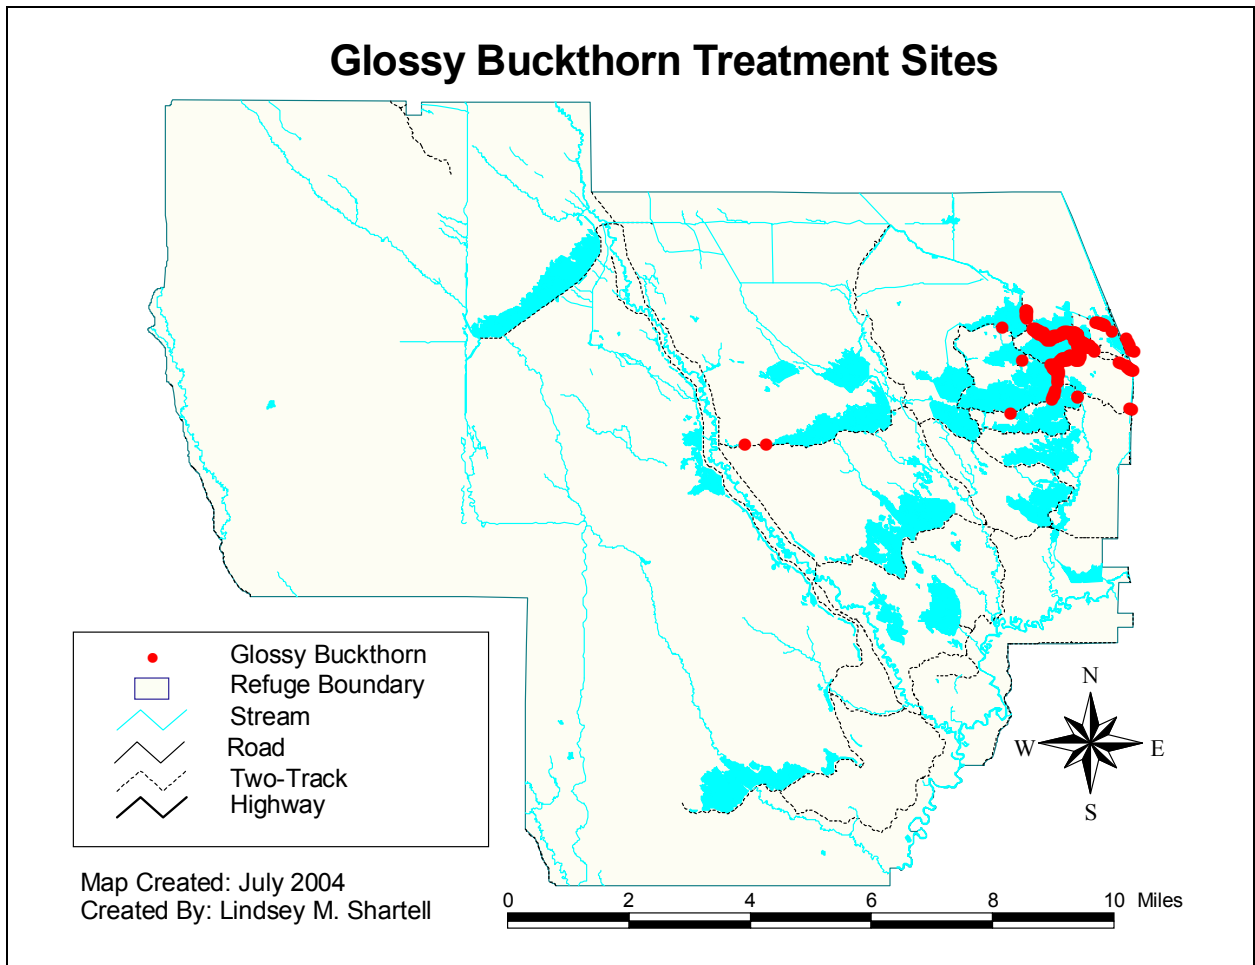 Glossy Buckthorn Treatment Sites
Glossy Buckthorn
Refuge Boundary
Stream
Road
Two-Track
Highway
N
W E
S
Map Created: July 2004
Created By: Lindsey M. Shartell
0 2 4 6 8 10 Miles